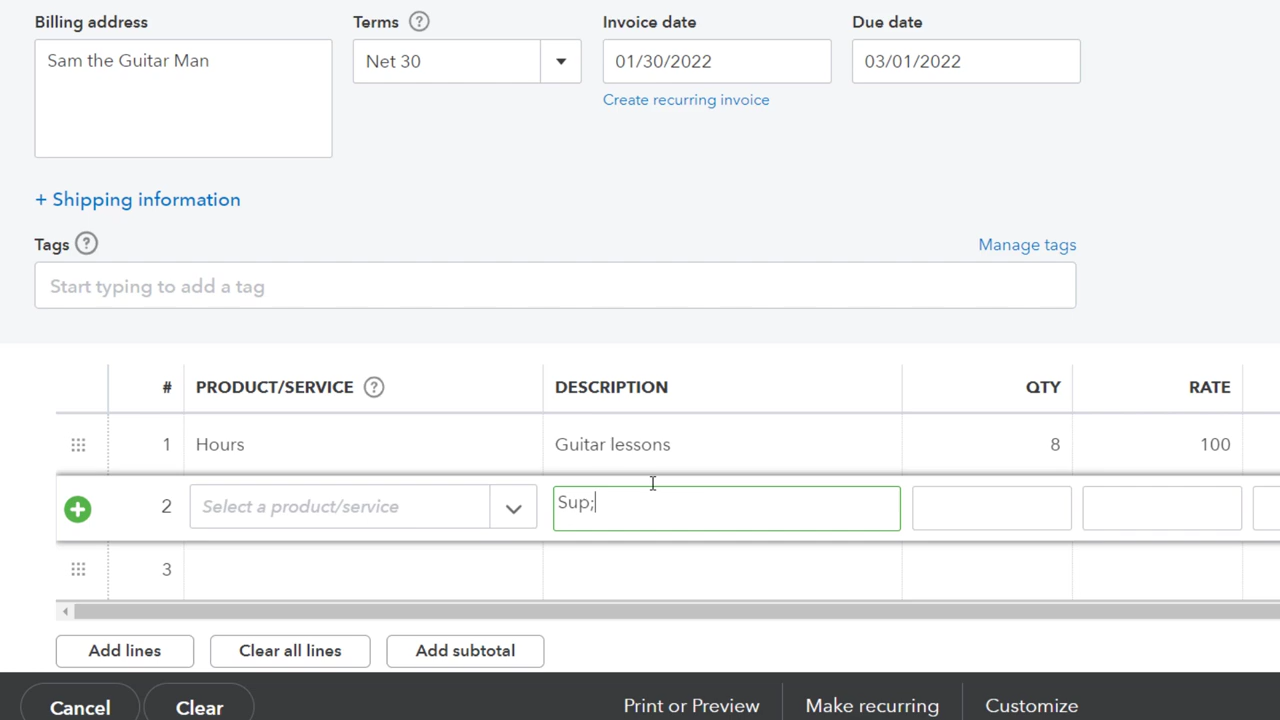 Billing address
Terms ?
Invoice date
Due date
Sam the Guitar Man
Net 30
01/30/2022
03/01/2022
Create recurring invoice
+ Shipping information
Tags ?
Manage tags
Start typing to add a tag
# PRODUCT/SERVICE ? DESCRIPTION QTY RATE
1 Hours Guitar lessons 8 100
2 Select a product/service Sup;
3
Add lines Clear all lines Add subtotal
Cancel Clear Print or Preview Make recurring Customize